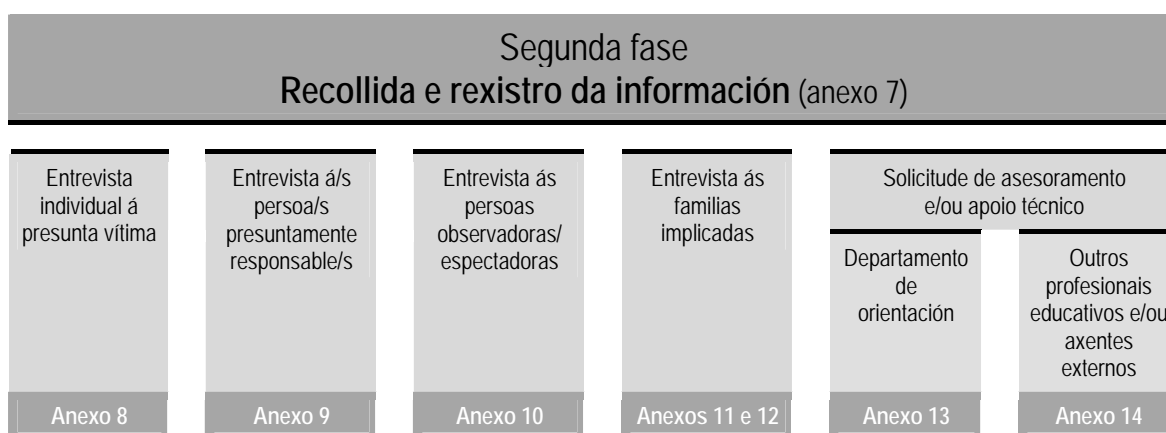 Segunda fase
Recollida e rexistro da información (anexo 7)
Entrevista
individual á
presunta vítima
Anexo 8
Entrevista á/s
persoa/s
presuntamente
responsable/s
Anexo 9
Entrevista ás
persoas
observadoras/
espectadoras
Anexo 10
Entrevista ás
familias
implicadas
Anexos 11 e 12
Solicitude de asesoramento
e/ou apoio técnico
Departamento
de
orientación
Anexo 13
Outros
profesionais
educativos e/ou
axentes
externos
Anexo 14